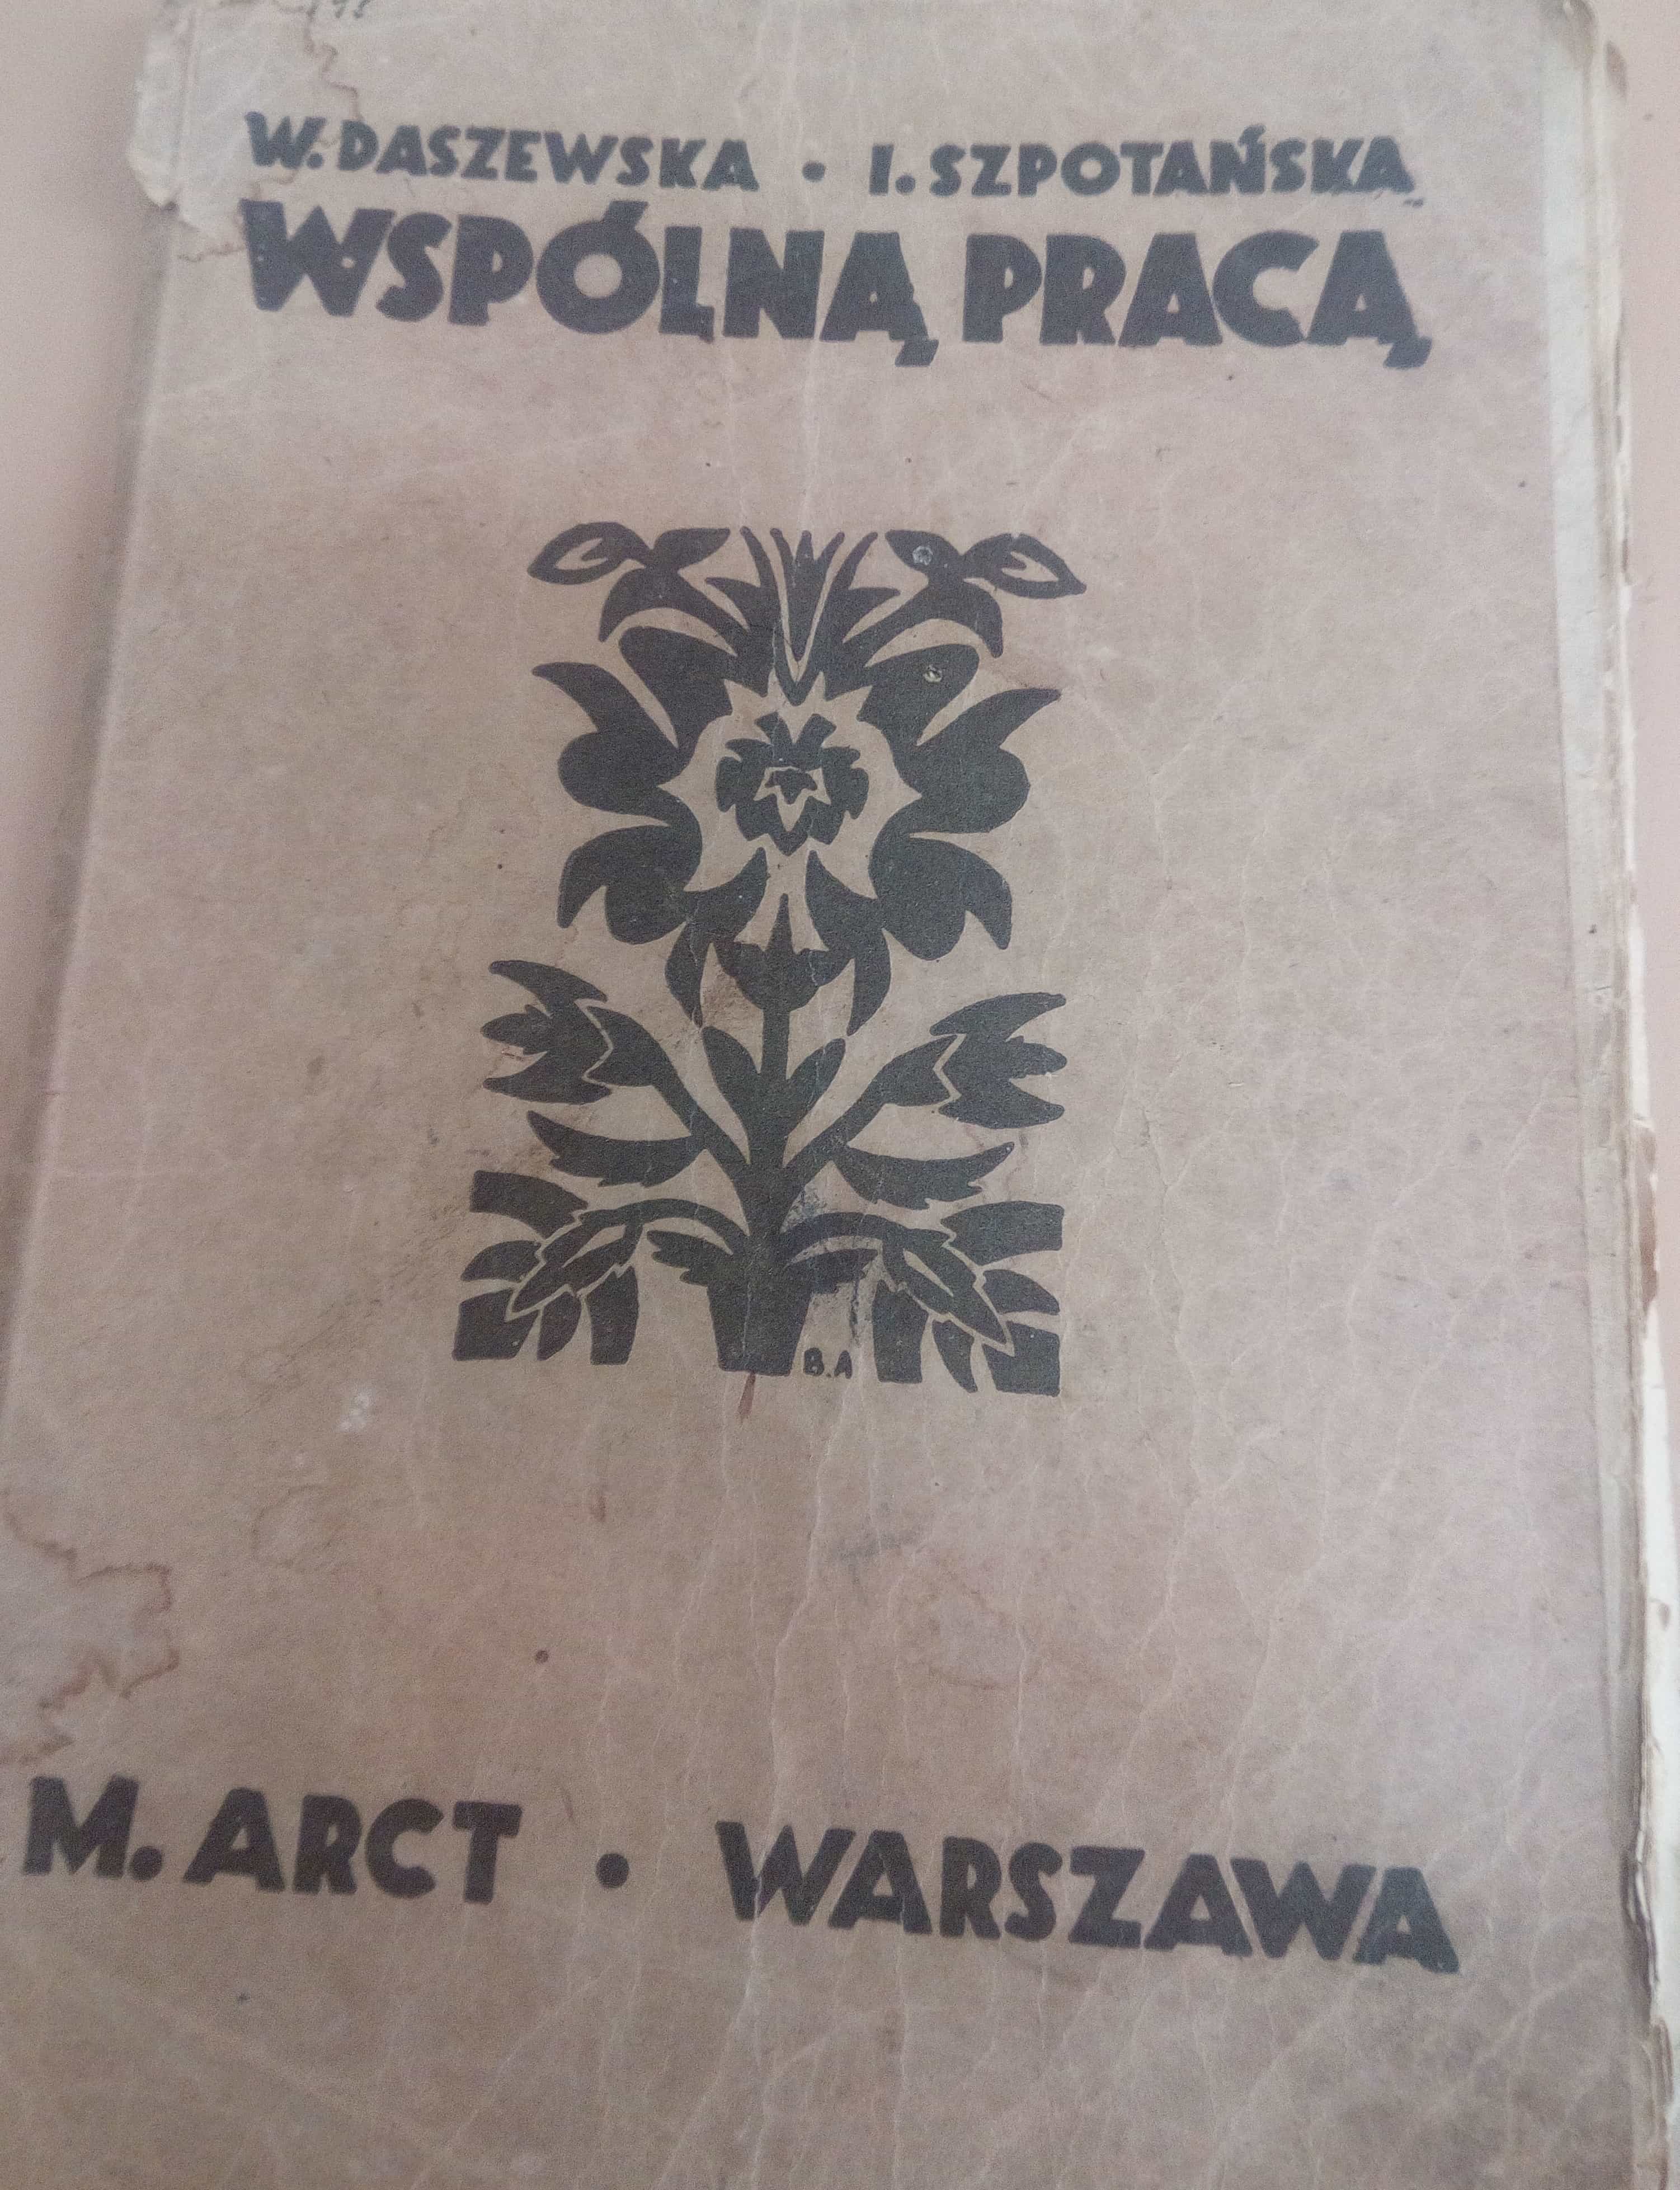 W. DASZEWSKA • I. SZPOTAŃSKA
WSPÓLNĄ PRACĄ
B.A
M. ARCT • WARSZAWA